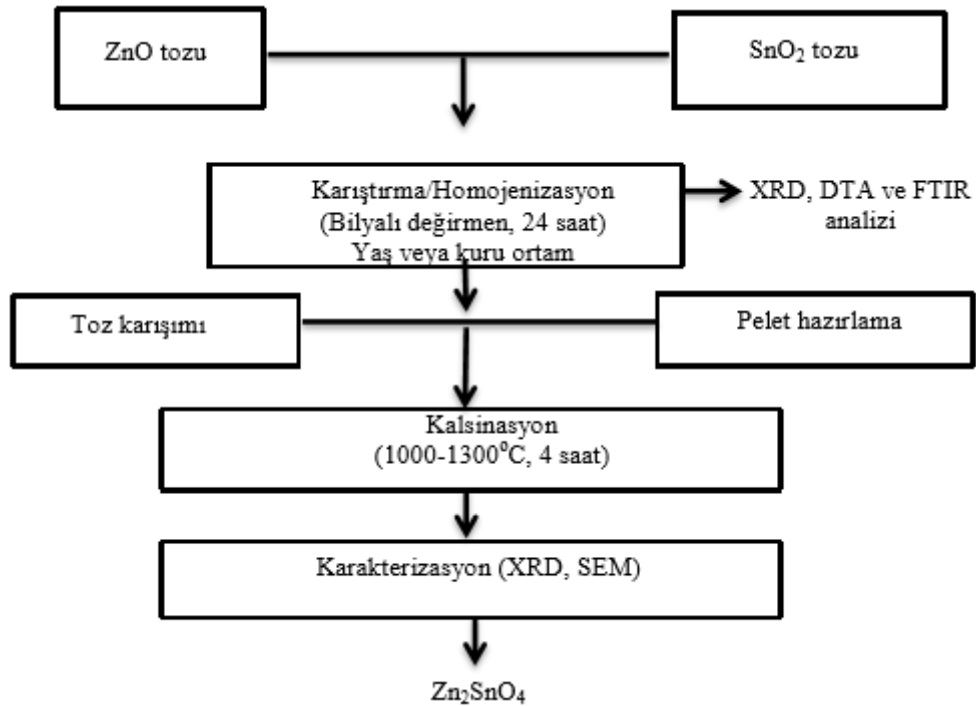 ZnO tozu
SnO₂ tozu
Karıştırma/Homojenizasyon
(Bilyalı değirmen, 24 saat)
Yaş veya kuru ortam
XRD, DTA ve FTIR
analizi
Toz karışımı
Pelet hazırlama
Kalsinasyon
(1000-1300⁰C, 4 saat)
Karakterizasyon (XRD, SEM)
Zn₂SnO₄